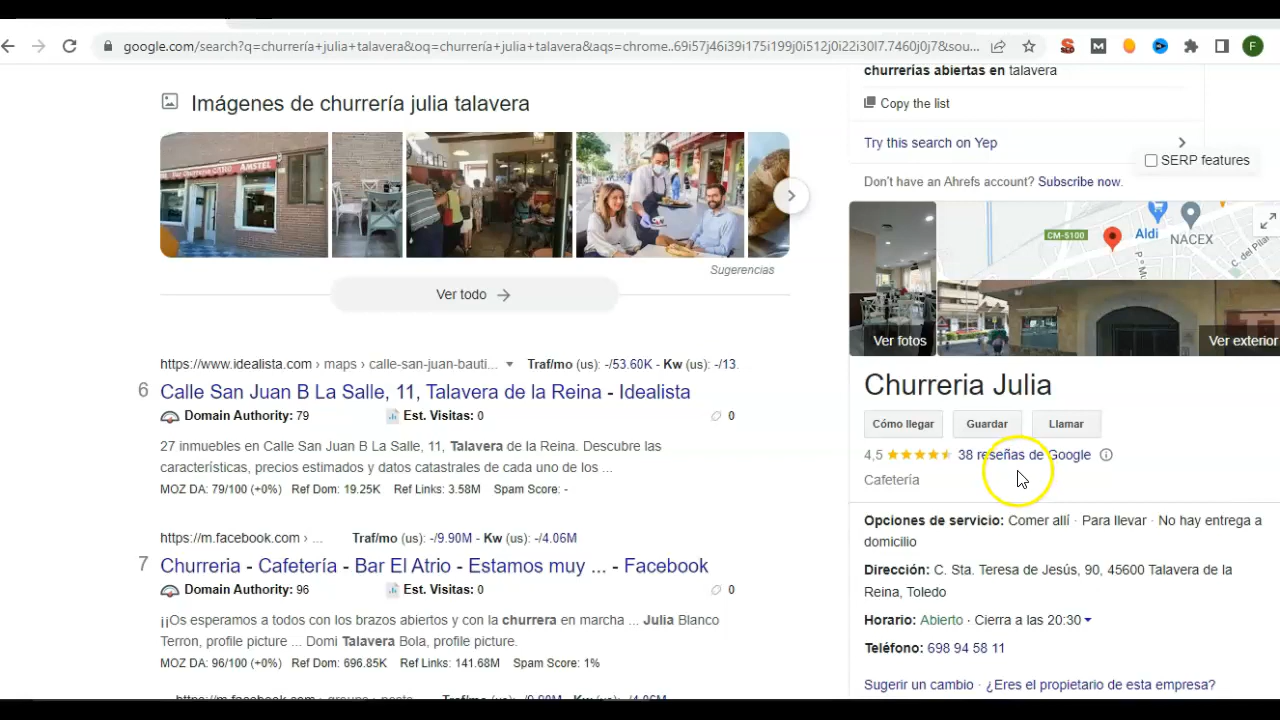 google.com/search?q=churrería+julia+talavera&oq=churrería+julia+talavera&aqs=chrome..69i57j46i39i175i199j0i512j0i22i30l7.7460j0j7&sou...
F
Imágenes de churrería julia talavera
Bar Churreria CAÑO AMSTEL
Sugerencias
Ver todo
https://www.idealista.com › maps › calle-san-juan-bauti... Traf/mo (us): -/53.60K - Kw (us): -/13.
6
Calle San Juan B La Salle, 11, Talavera de la Reina - Idealista
Domain Authority: 79 Est. Visitas: 0 0
27 inmuebles en Calle San Juan B La Salle, 11, Talavera de la Reina. Descubre las
características, precios estimados y datos catastrales de cada uno de los ...
MOZ DA: 79/100 (+0%) Ref Dom: 19.25K Ref Links: 3.58M Spam Score: -
https://m.facebook.com › ... Traf/mo (us): -/9.90M - Kw (us): -/4.06M
7
Churreria - Cafetería - Bar El Atrio - Estamos muy ... - Facebook
Domain Authority: 96 Est. Visitas: 0 0
¡¡Os esperamos a todos con los brazos abiertos y con la churrera en marcha ... Julia Blanco
Terron, profile picture ... Domi Talavera Bola, profile picture.
MOZ DA: 96/100 (+0%) Ref Dom: 696.85K Ref Links: 141.68M Spam Score: 1%
churrerías abiertas en talavera
Copy the list
Try this search on Yep
SERP features
Don't have an Ahrefs account? Subscribe now.
CM-5100
Aldi
NACEX
C. del Pilar
Ver fotos
Ver exterior
Churreria Julia
Cómo llegar Guardar Llamar
4,5 38 reseñas de Google
Cafetería
Opciones de servicio: Comer allí · Para llevar · No hay entrega a
domicilio
Dirección: C. Sta. Teresa de Jesús, 90, 45600 Talavera de la
Reina, Toledo
Horario: Abierto · Cierra a las 20:30
Teléfono: 698 94 58 11
Sugerir un cambio · ¿Eres el propietario de esta empresa?